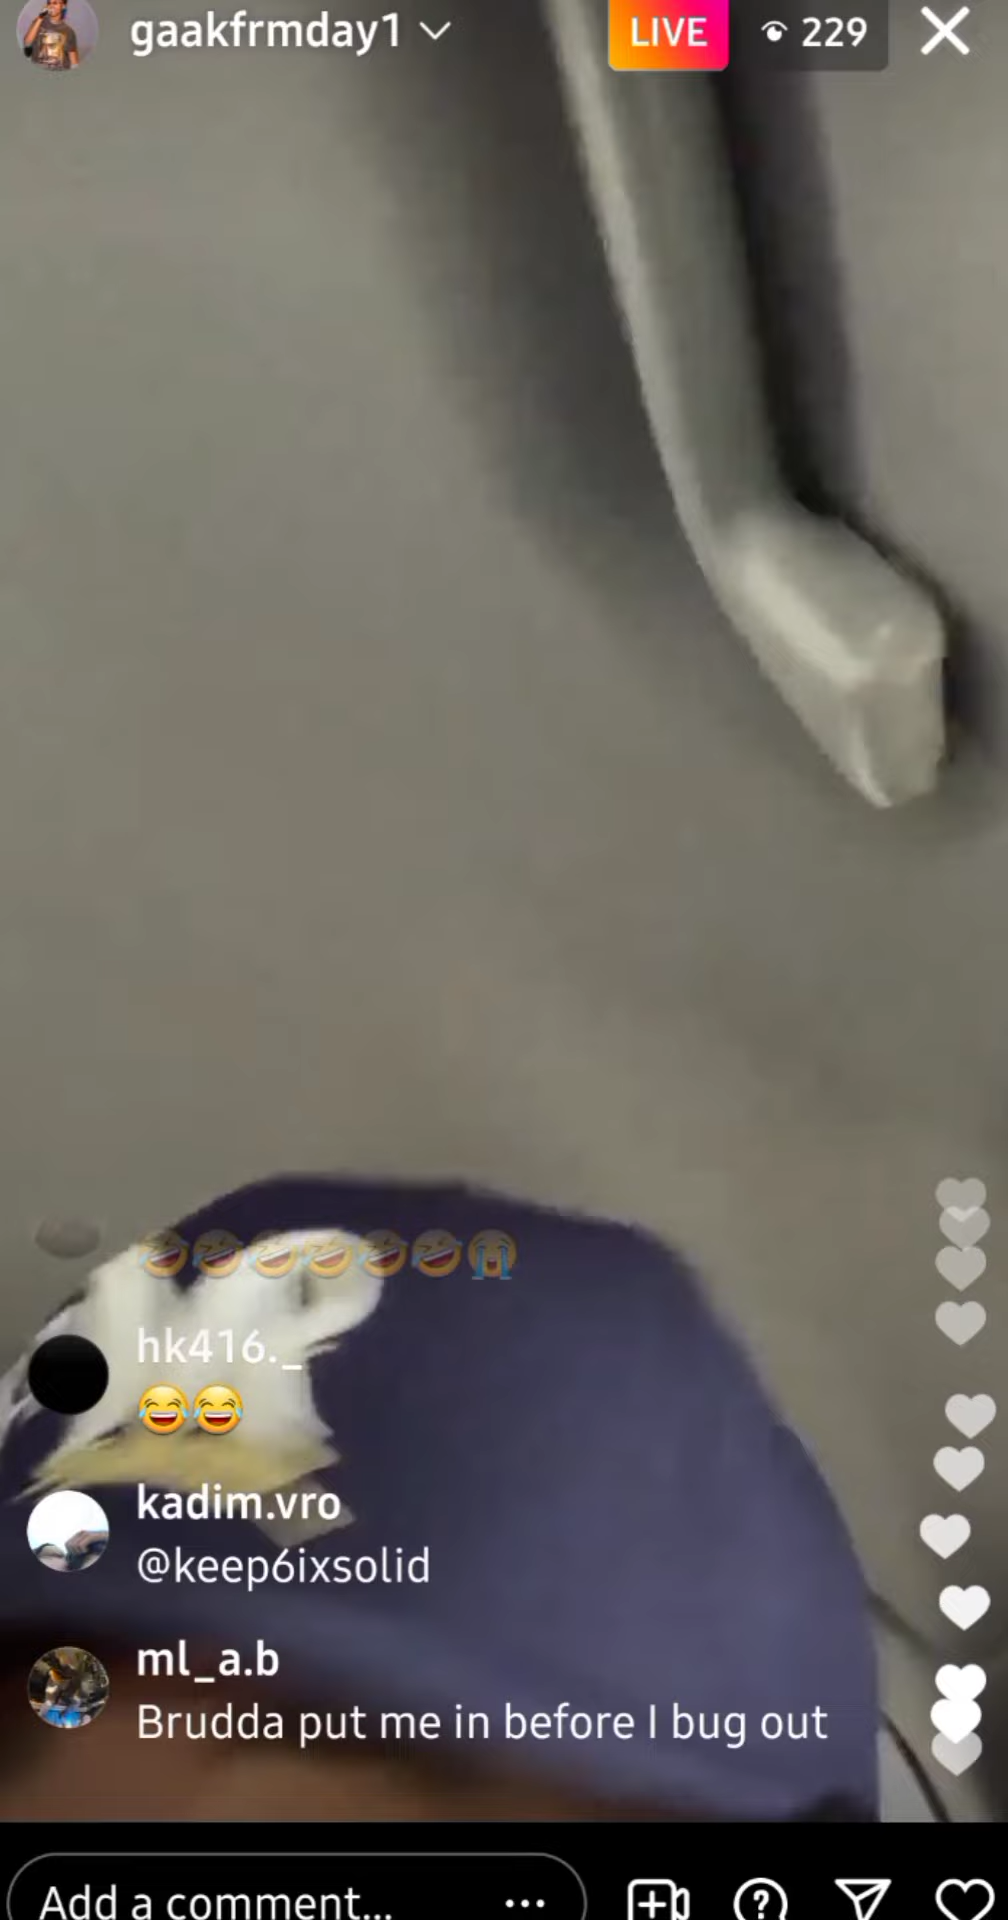 gaakfrmday1
LIVE
229
🤣🤣🤣🤣🤣🤣😭
hk416._
😂😂
kadim.vro
@keep6ixsolid
ml_a.b
Brudda put me in before I bug out
Add a comment...